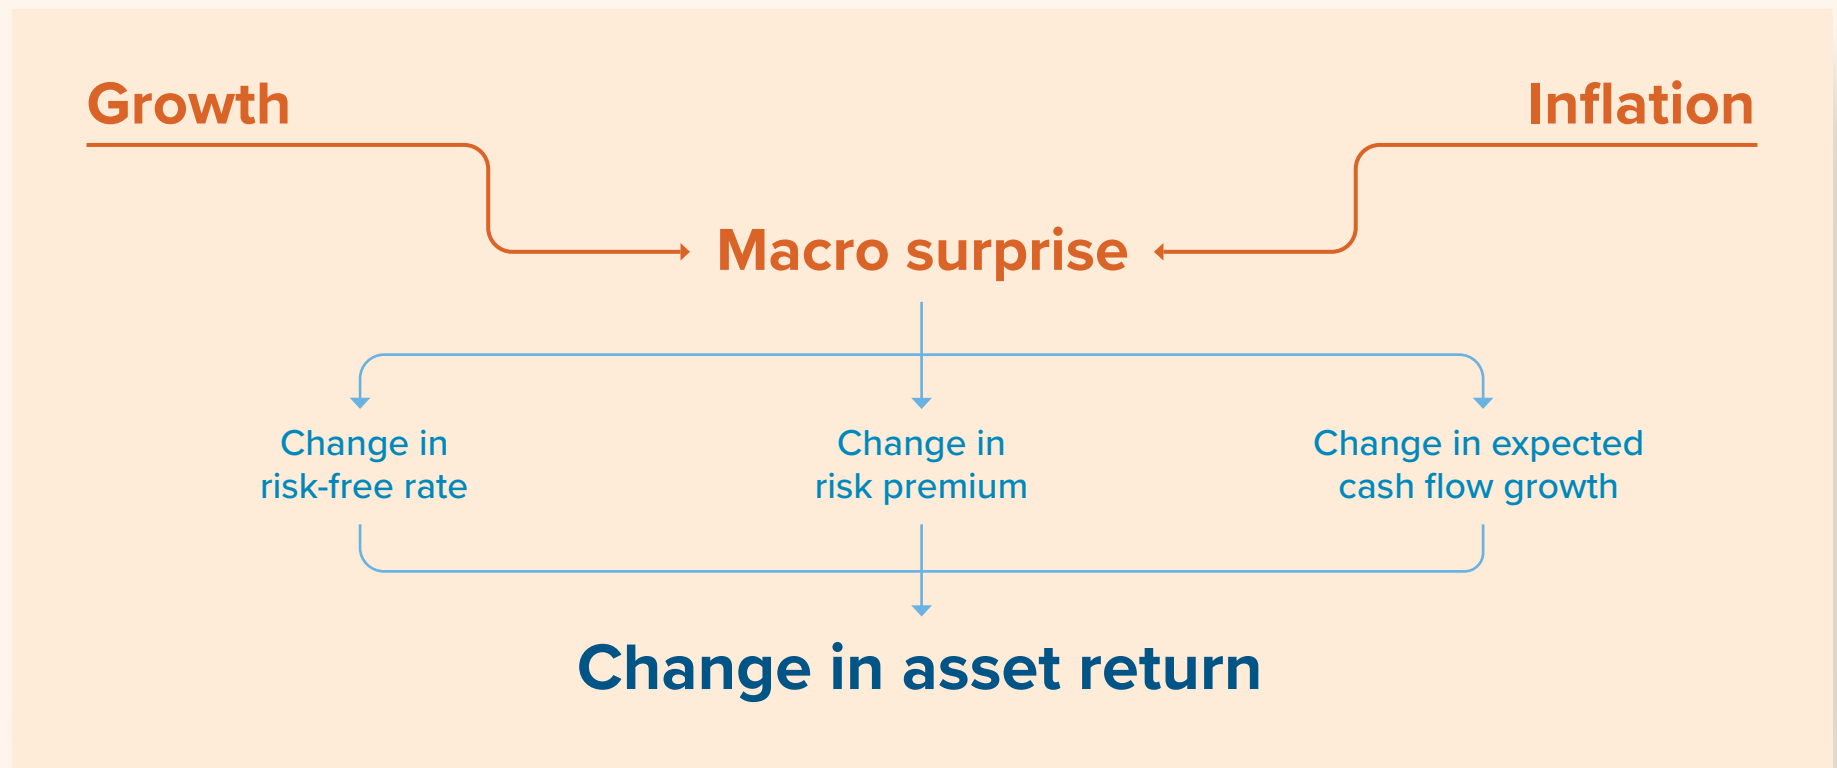 Growth
Inflation
Macro surprise
Change in
risk-free rate
Change in
risk premium
Change in expected
cash flow growth
Change in asset return